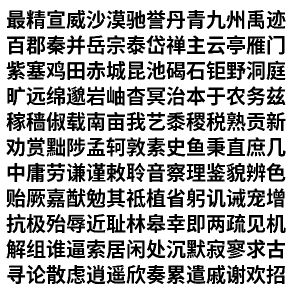 最精宣威沙漠驰誉丹青九州禹迹
百郡秦并岳宗泰岱禅主云亭雁门
紫塞鸡田赤城昆池碣石钜野洞庭
旷远绵邈岩岫杳冥治本于农务兹
稼穑俶载南亩我艺黍稷税熟贡新
劝赏黜陟孟轲敦素史鱼秉直庶几
中庸劳谦谨敕聆音察理鉴貌辨色
贻厥嘉猷勉其祗植省躬讥诫宠增
抗极殆辱近耻林皋幸即两疏见机
解组谁逼索居闲处沉默寂寥求古
寻论散虑逍遥欣奏累遣戚谢欢招